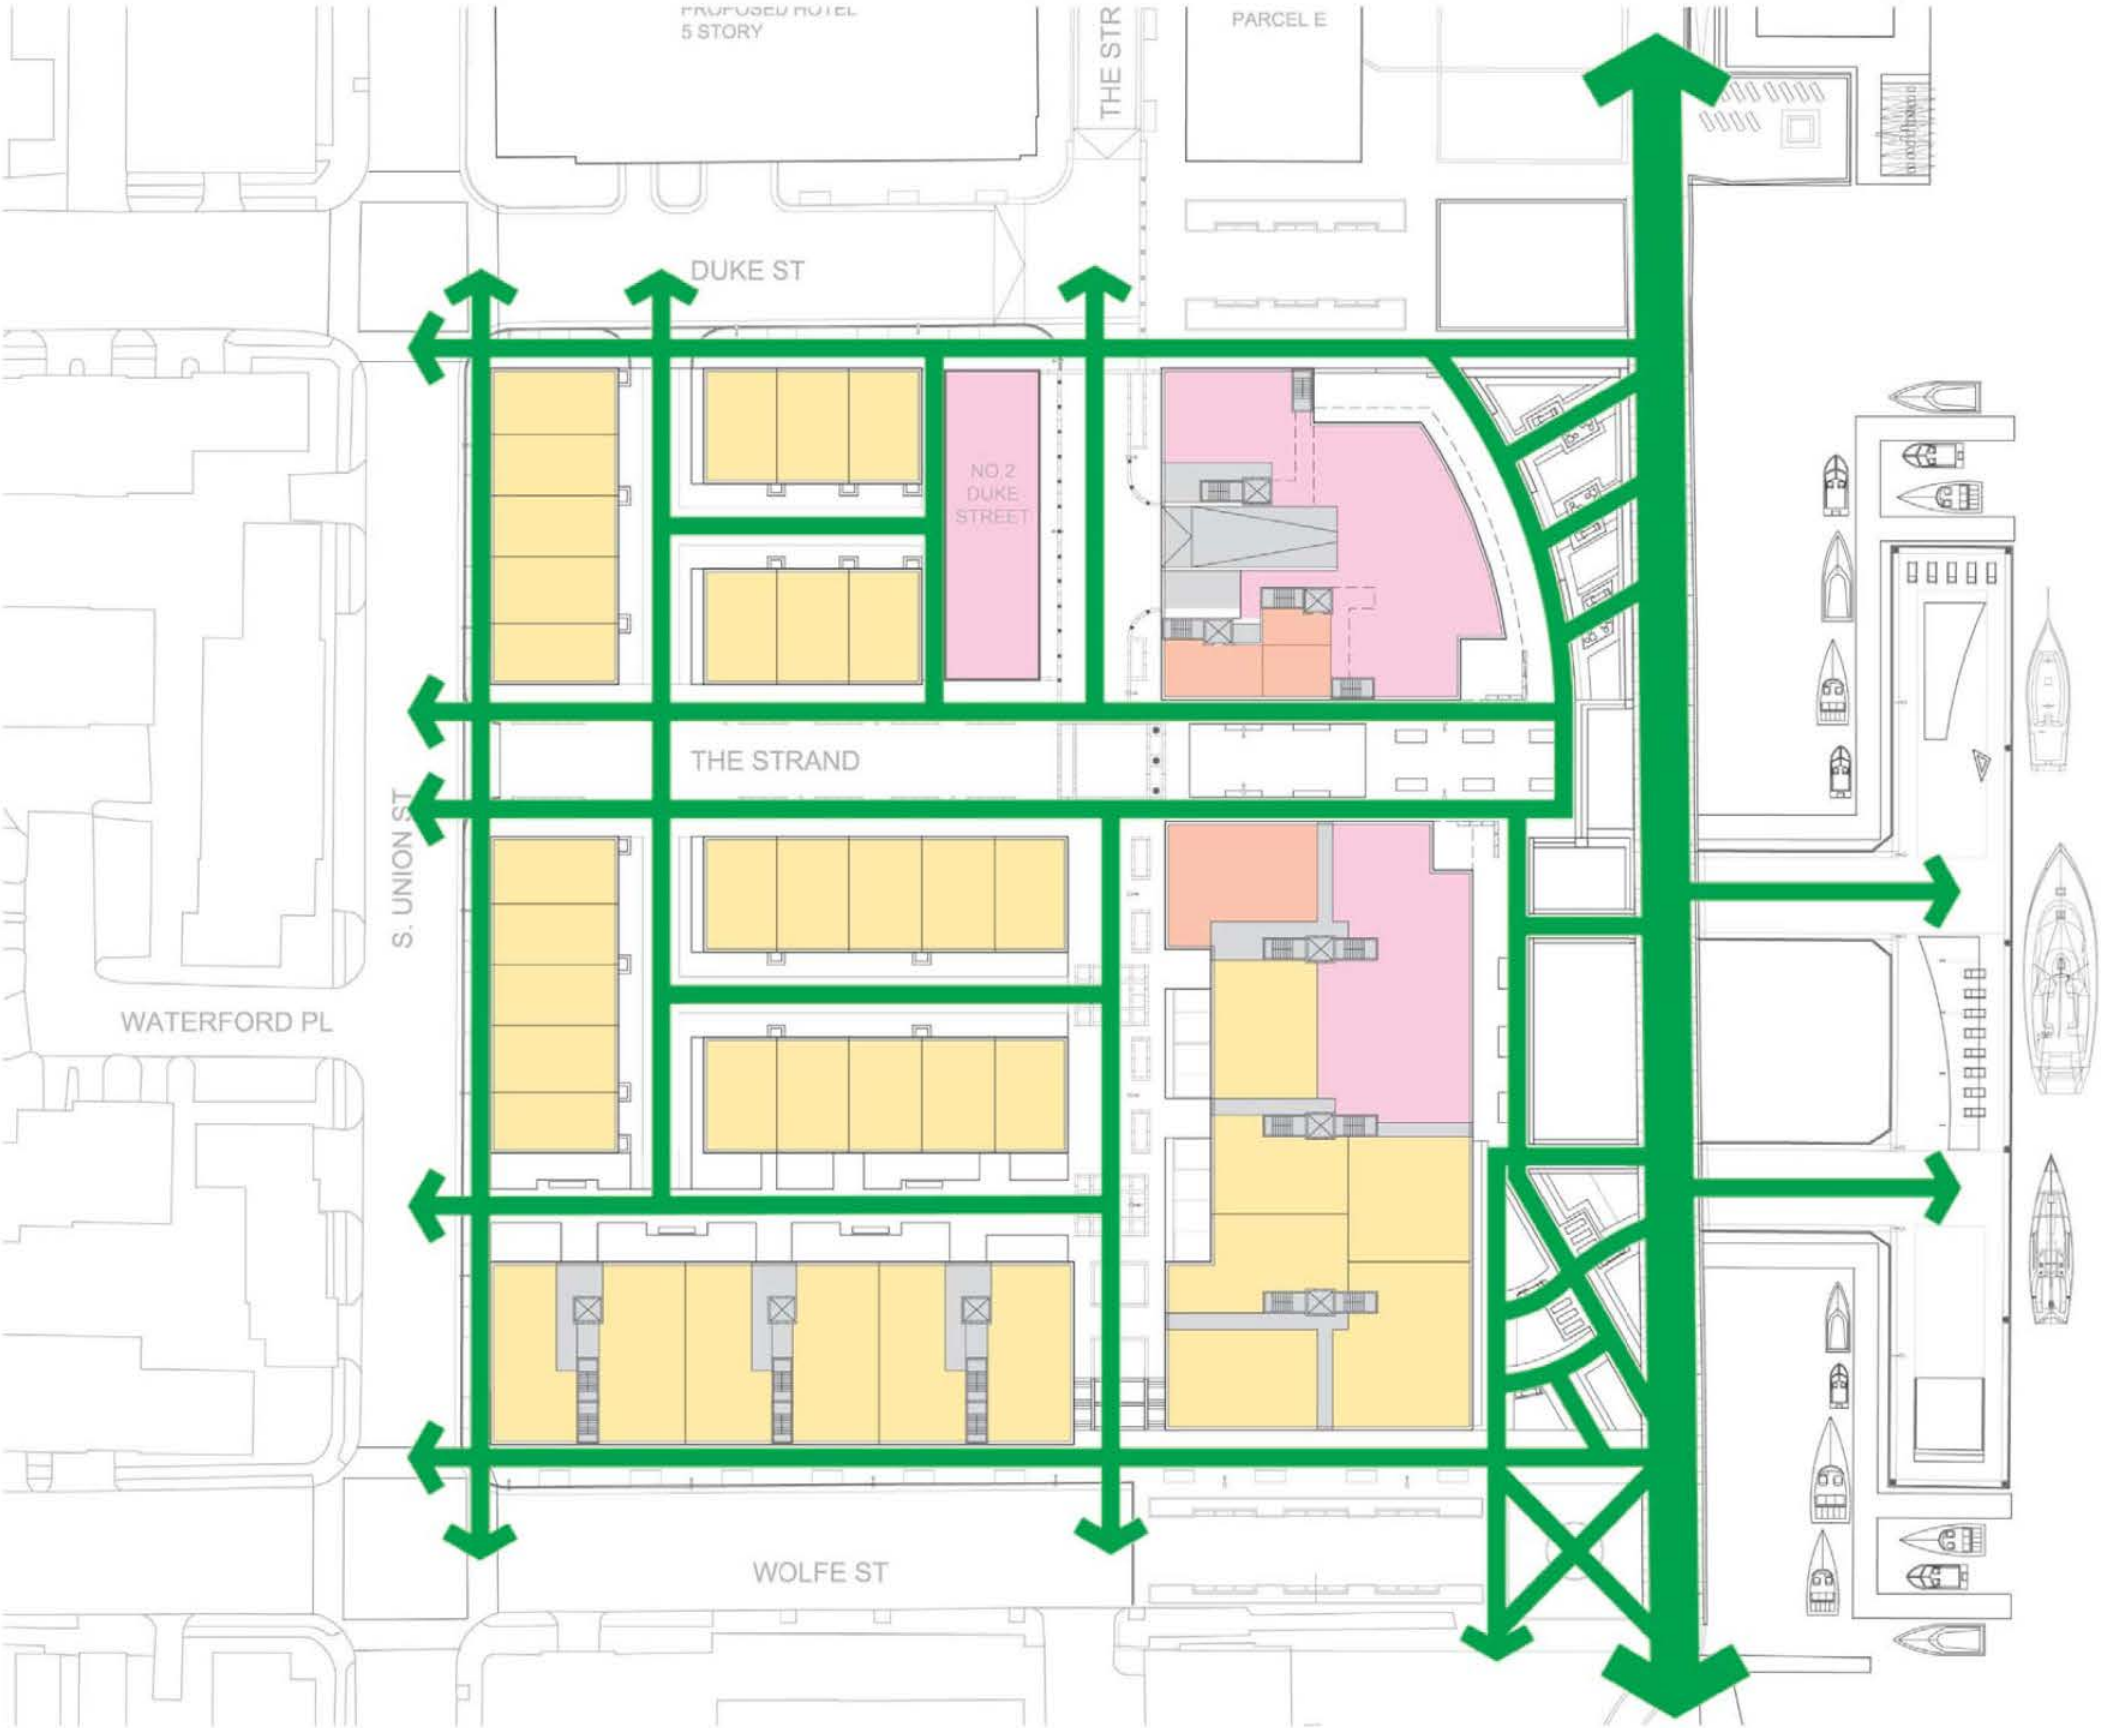 PROPOSED HOTEL
5 STORY
THE STR
PARCEL E
DUKE ST
NO.2
DUKE
STREET
THE STRAND
S. UNION ST
WATERFORD PL
WOLFE ST